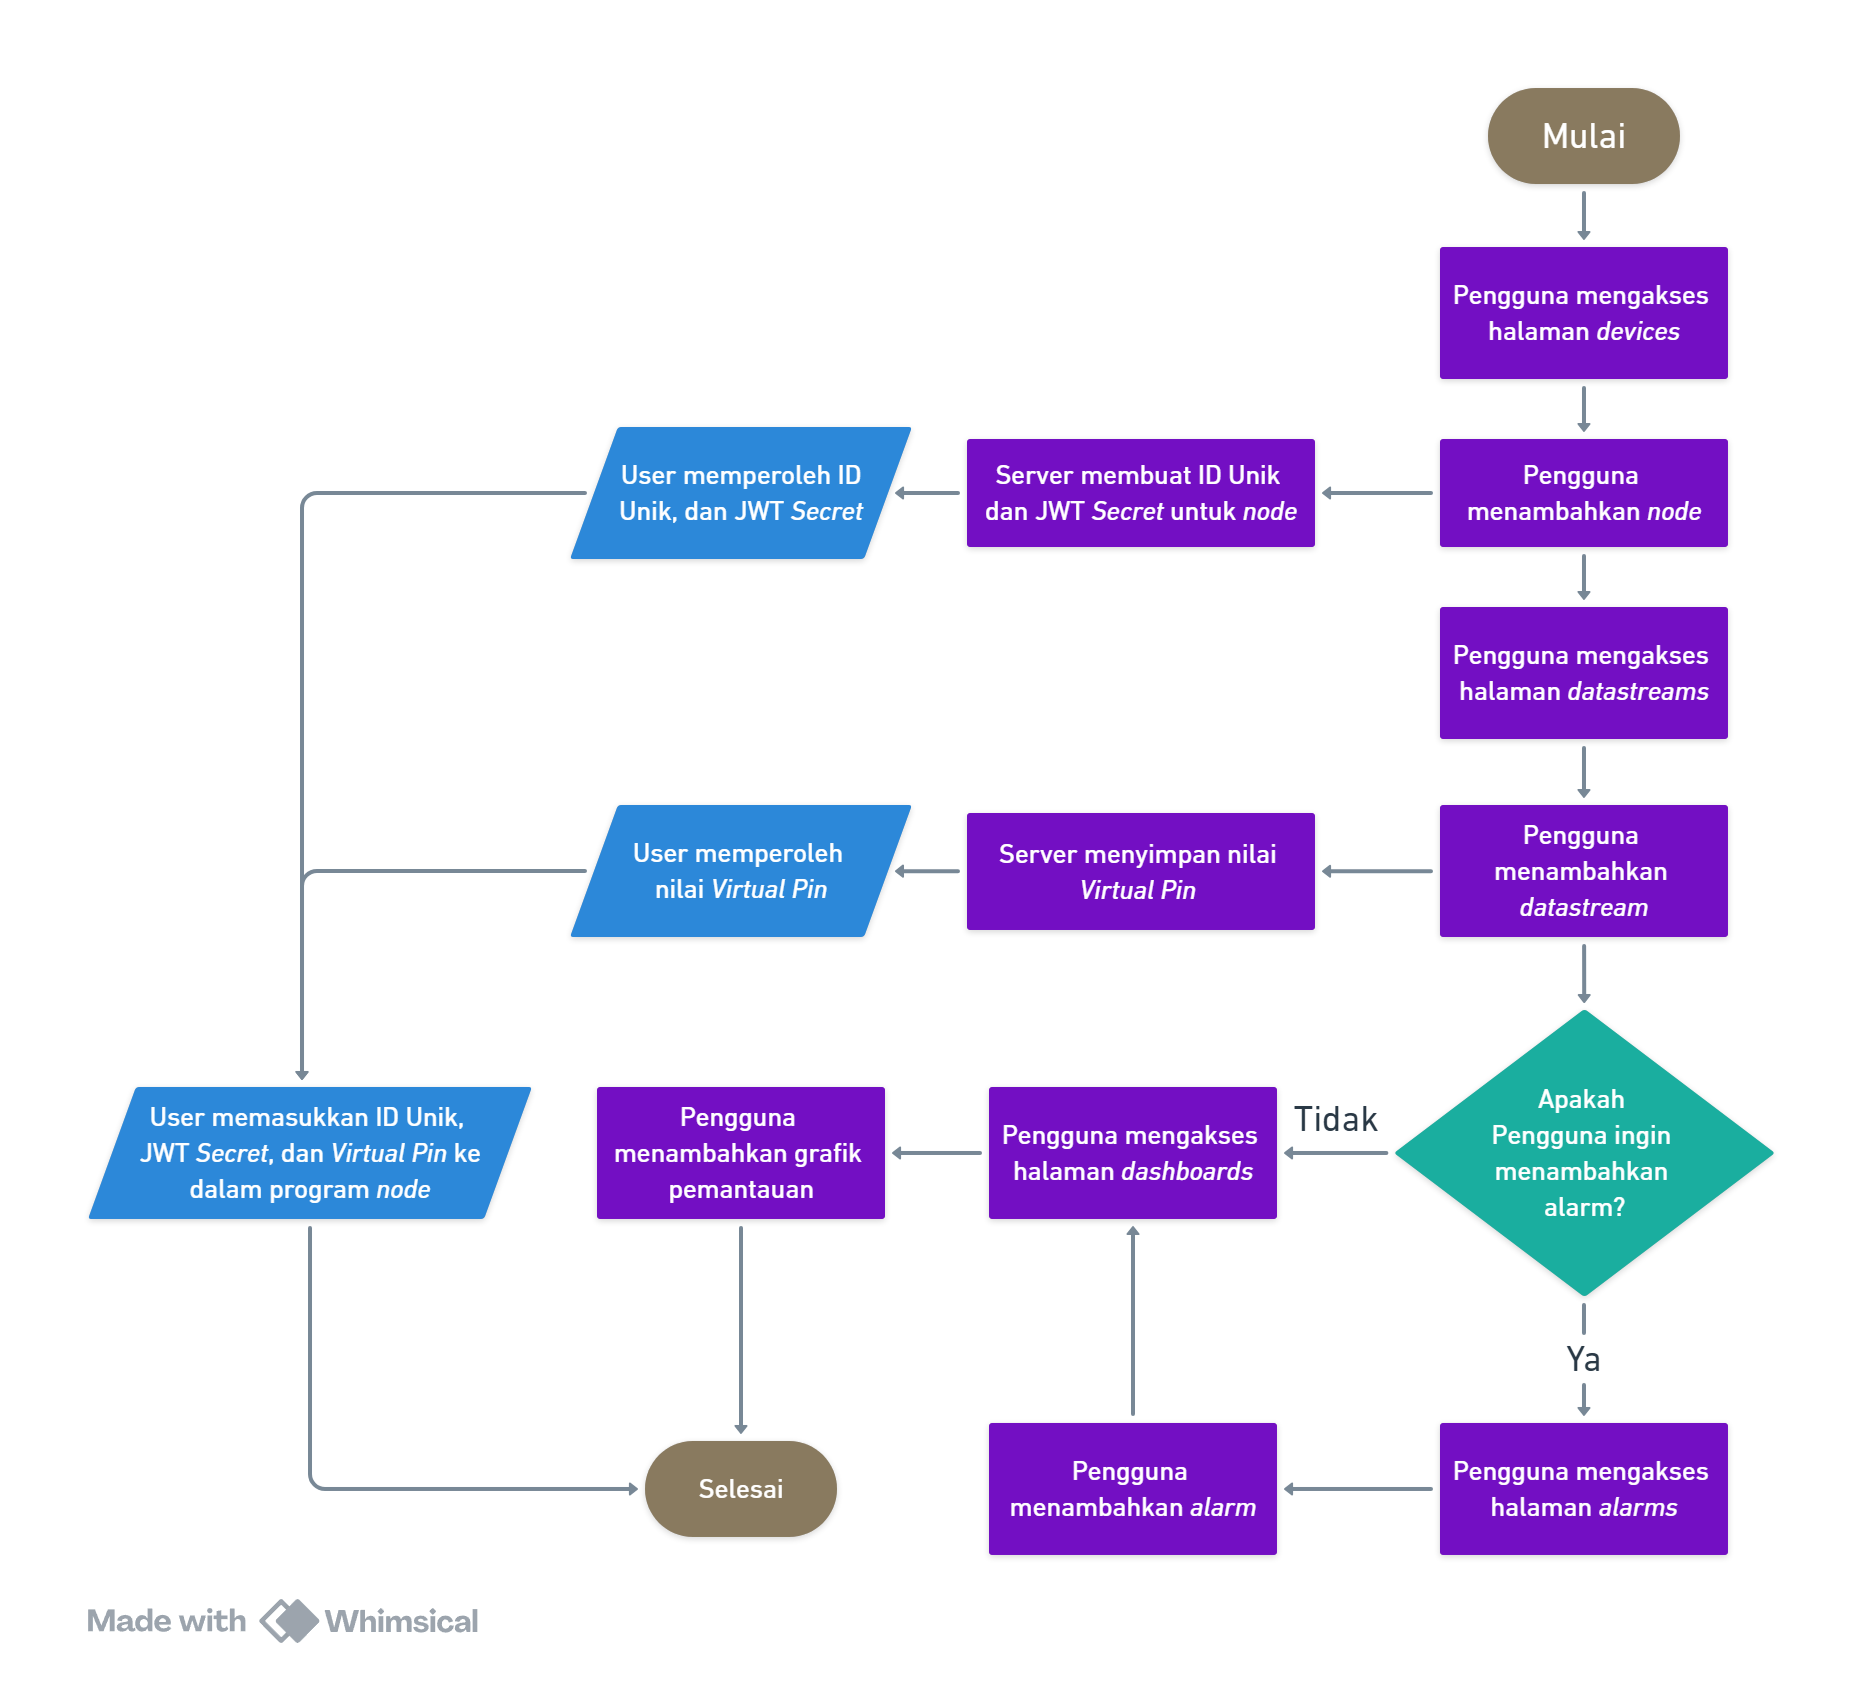 Mulai
Pengguna mengakses
halaman devices
User memperoleh ID
Unik, dan JWT Secret
Server membuat ID Unik
dan JWT Secret untuk node
Pengguna
menambahkan node
Pengguna mengakses
halaman datastreams
User memperoleh
nilai Virtual Pin
Server menyimpan nilai
Virtual Pin
Pengguna
menambahkan
datastream
User memasukkan ID Unik,
JWT Secret, dan Virtual Pin ke
dalam program node
Pengguna
menambahkan grafik
pemantauan
Pengguna mengakses
halaman dashboards
Tidak
Apakah
Pengguna ingin
menambahkan
alarm?
Ya
Selesai
Pengguna
menambahkan alarm
Pengguna mengakses
halaman alarms
Made with Whimsical